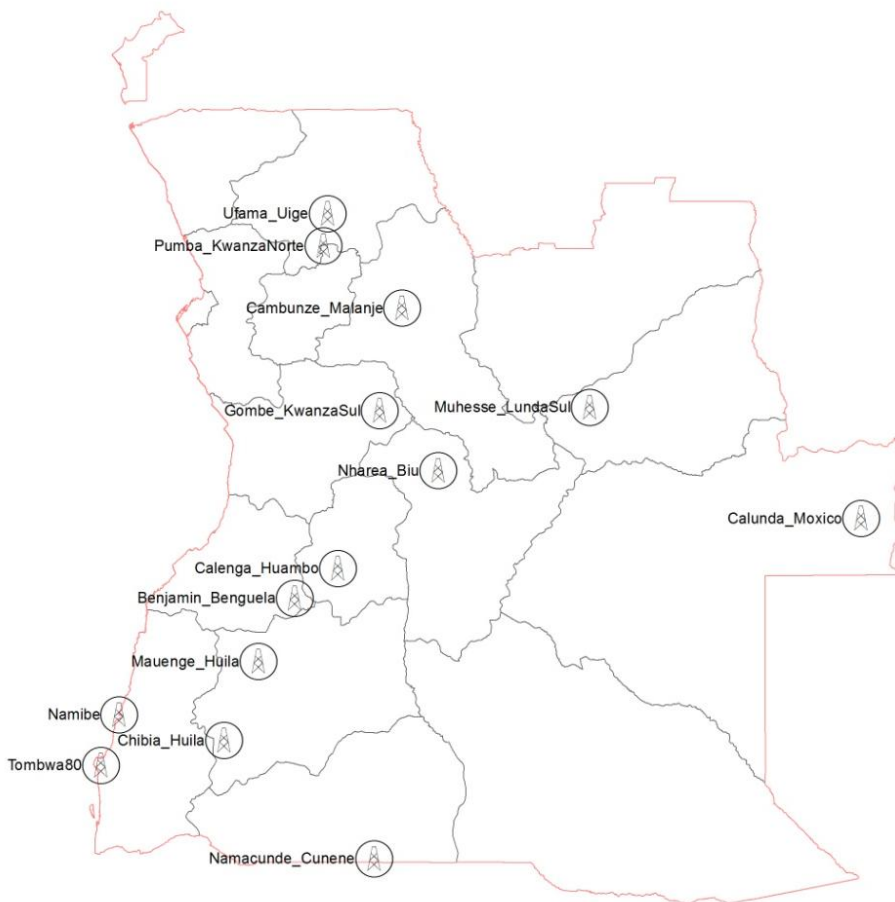 Ufama_Uige
Pumba_KwanzaNorte
Cambunze_Malanje
Gombe_KwanzaSul
Muhesse_LundaSul
Nharea_Biu
Calunda_Moxico
Calenga_Huambo
Benjamin_Benguela
Mauenge_Huila
Namibe
Chibia_Huila
Tombwa80
Namacunde_Cunene